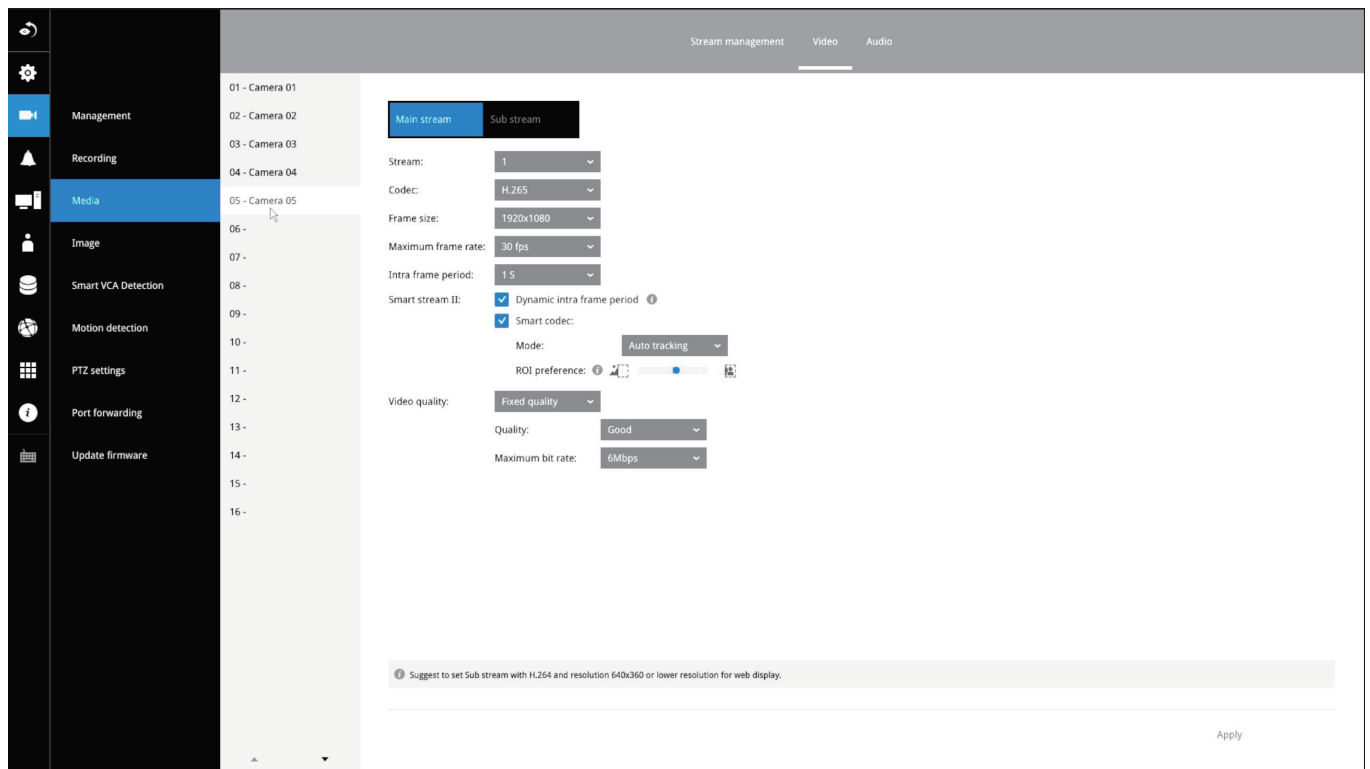 Stream management Video Audio
Management
Recording
Media
Image
Smart VCA Detection
Motion detection
PTZ settings
Port forwarding
Update firmware
01 - Camera 01
02 - Camera 02
03 - Camera 03
04 - Camera 04
05 - Camera 05
06 -
07 -
08 -
09 -
10 -
11 -
12 -
13 -
14 -
15 -
16 -
Main stream Sub stream
Stream: 1
Codec: H.265
Frame size: 1920x1080
Maximum frame rate: 30 fps
Intra frame period: 1 S
Smart stream II: Dynamic intra frame period
Smart codec:
Mode: Auto tracking
ROI preference:
Video quality: Fixed quality
Quality: Good
Maximum bit rate: 6Mbps
Suggest to set Sub stream with H.264 and resolution 640x360 or lower resolution for web display.
Apply